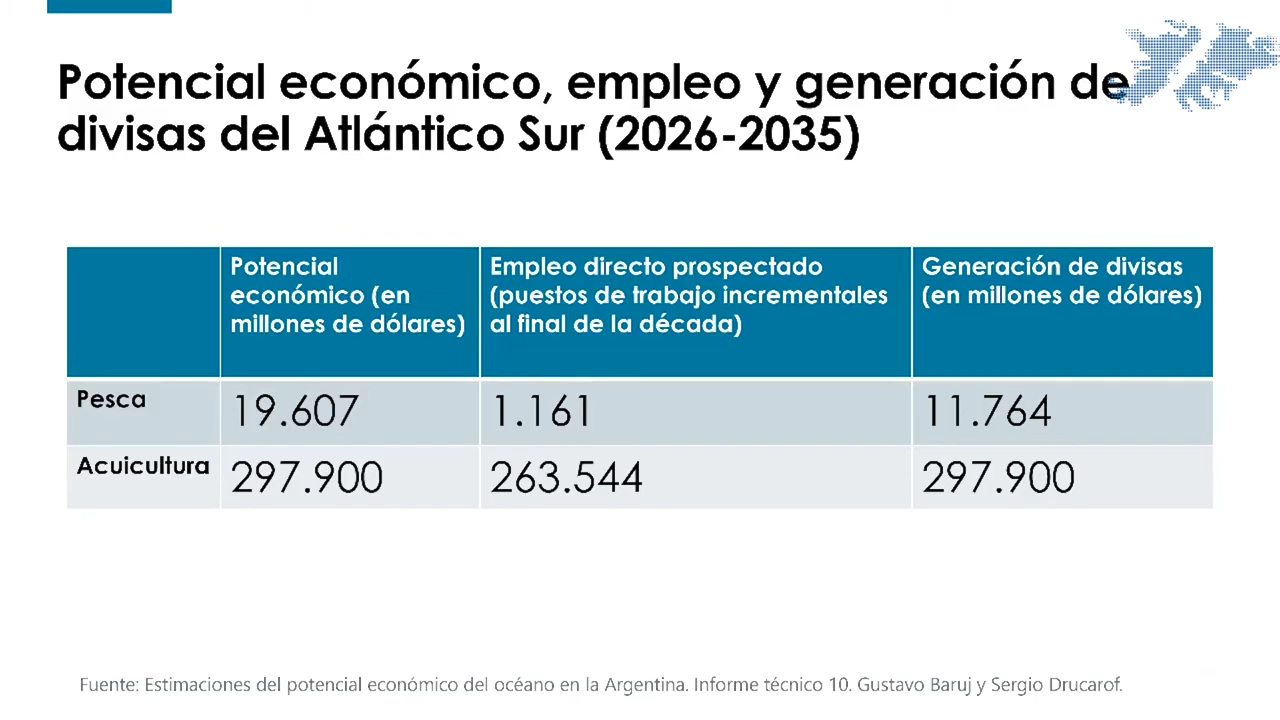 Potencial económico, empleo y generación de
divisas del Atlántico Sur (2026-2035)
Potencial
económico (en
millones de dólares)
Empleo directo prospectado
(puestos de trabajo incrementales
al final de la década)
Generación de divisas
(en millones de dólares)
Pesca
19.607
1.161
11.764
Acuicultura
297.900
263.544
297.900
Fuente: Estimaciones del potencial económico del océano en la Argentina. Informe técnico 10. Gustavo Baruj y Sergio Drucarof.